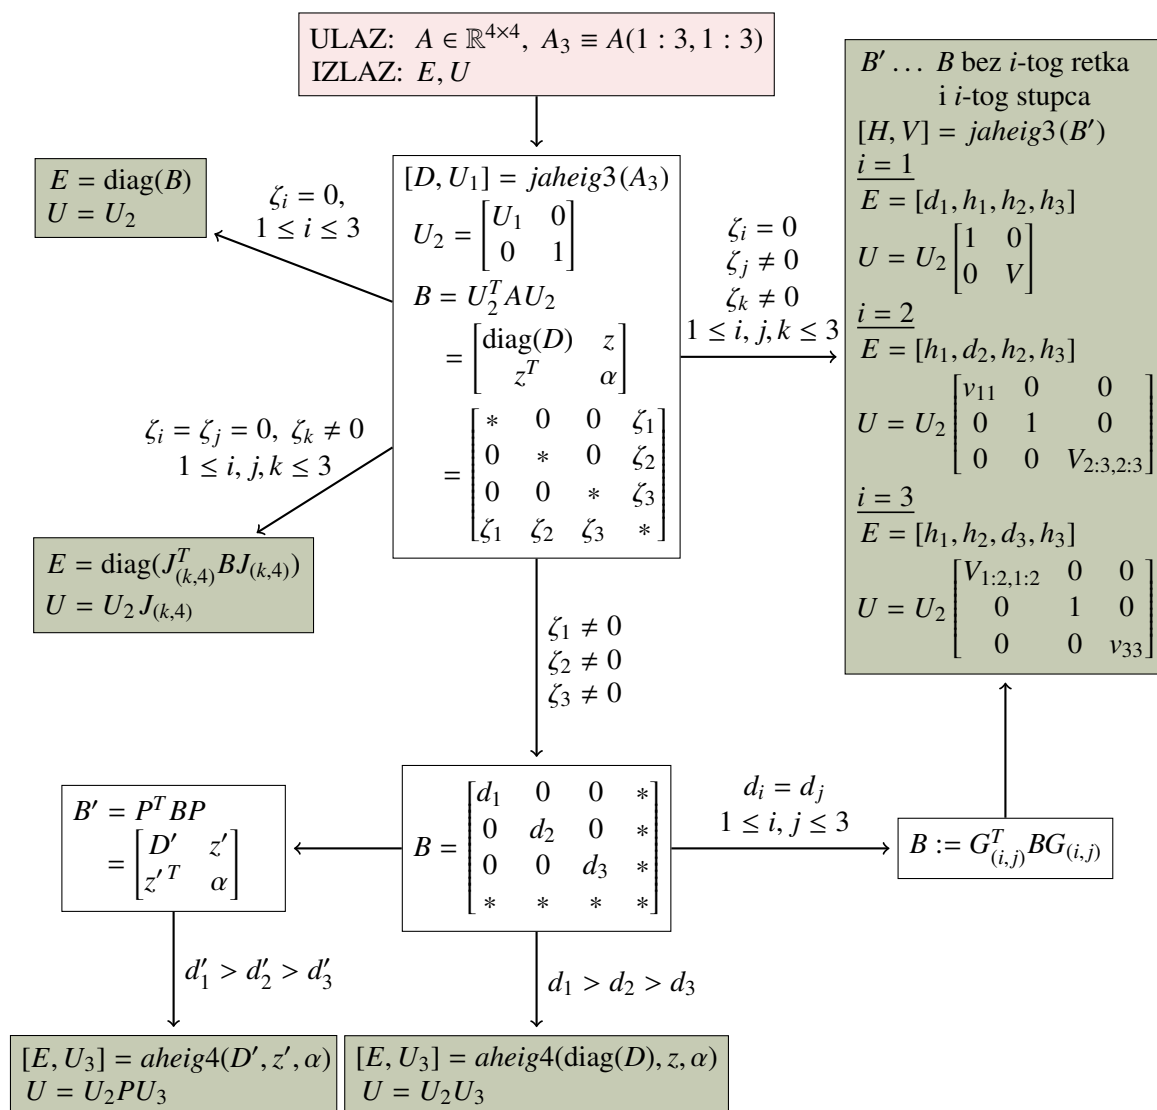 ULAZ: A ∈ ℝ^{4×4}, A_3 ≡ A(1 : 3, 1 : 3)
IZLAZ: E, U
[D, U_1] = jaheig3(A_3)
U_2 = [U_1 0
0 1]
B = U_2^T A U_2
= [diag(D) z
z^T α]
= [* 0 0 ζ_1
0 * 0 ζ_2
0 0 * ζ_3
ζ_1 ζ_2 ζ_3 *]
ζ_i = 0,
1 ≤ i ≤ 3
E = diag(B)
U = U_2
ζ_i = ζ_j = 0, ζ_k ≠ 0
1 ≤ i, j, k ≤ 3
E = diag(J_{(k,4)}^T B J_{(k,4)})
U = U_2 J_{(k,4)}
ζ_i = 0
ζ_j ≠ 0
ζ_k ≠ 0
1 ≤ i, j, k ≤ 3
B′ … B bez i-tog retka
i i-tog stupca
[H, V] = jaheig3(B′)
i = 1
E = [d_1, h_1, h_2, h_3]
U = U_2 [1 0
0 V]
i = 2
E = [h_1, d_2, h_2, h_3]
U = U_2 [v_{11} 0 0
0 1 0
0 0 V_{2:3,2:3}]
i = 3
E = [h_1, h_2, d_3, h_3]
U = U_2 [V_{1:2,1:2} 0 0
0 1 0
0 0 v_{33}]
ζ_1 ≠ 0
ζ_2 ≠ 0
ζ_3 ≠ 0
B = [d_1 0 0 *
0 d_2 0 *
0 0 d_3 *
* * * *]
d_i = d_j
1 ≤ i, j ≤ 3
B := G_{(i,j)}^T B G_{(i,j)}
B′ = P^T BP
= [D′ z′
z′^T α]
d′_1 > d′_2 > d′_3
d_1 > d_2 > d_3
[E, U_3] = aheig4(D′, z′, α)
U = U_2 P U_3
[E, U_3] = aheig4(diag(D), z, α)
U = U_2 U_3